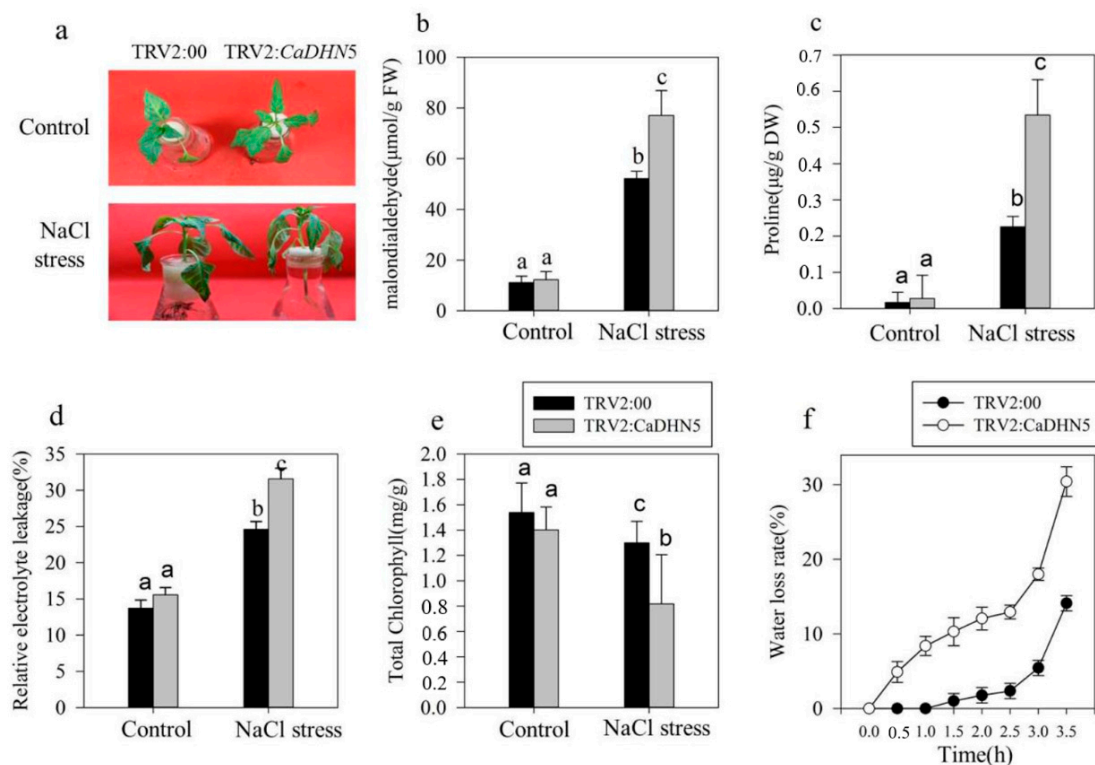 a
TRV2:00 TRV2:CaDHN5
Control
NaCl
stress
b
malondialdehyde(μmol/g FW)
100
80
60
40
20
0
a
a
b
c
Control
NaCl stress
c
Proline(μg/g DW)
0.7
0.6
0.5
0.4
0.3
0.2
0.1
0.0
a
a
b
c
Control
NaCl stress
d
Relative electrolyte leakage(%)
35
30
25
20
15
10
5
0
a
a
b
c
Control
NaCl stress
e
TRV2:00
TRV2:CaDHN5
Total Chlorophyll(mg/g)
2.0
1.8
1.6
1.4
1.2
1.0
0.8
0.6
0.4
0.2
0.0
a
a
c
b
Control
NaCl stress
f
TRV2:00
TRV2:CaDHN5
Water loss rate(%)
30
20
10
0
0.0 0.5 1.0 1.5 2.0 2.5 3.0 3.5
Time(h)